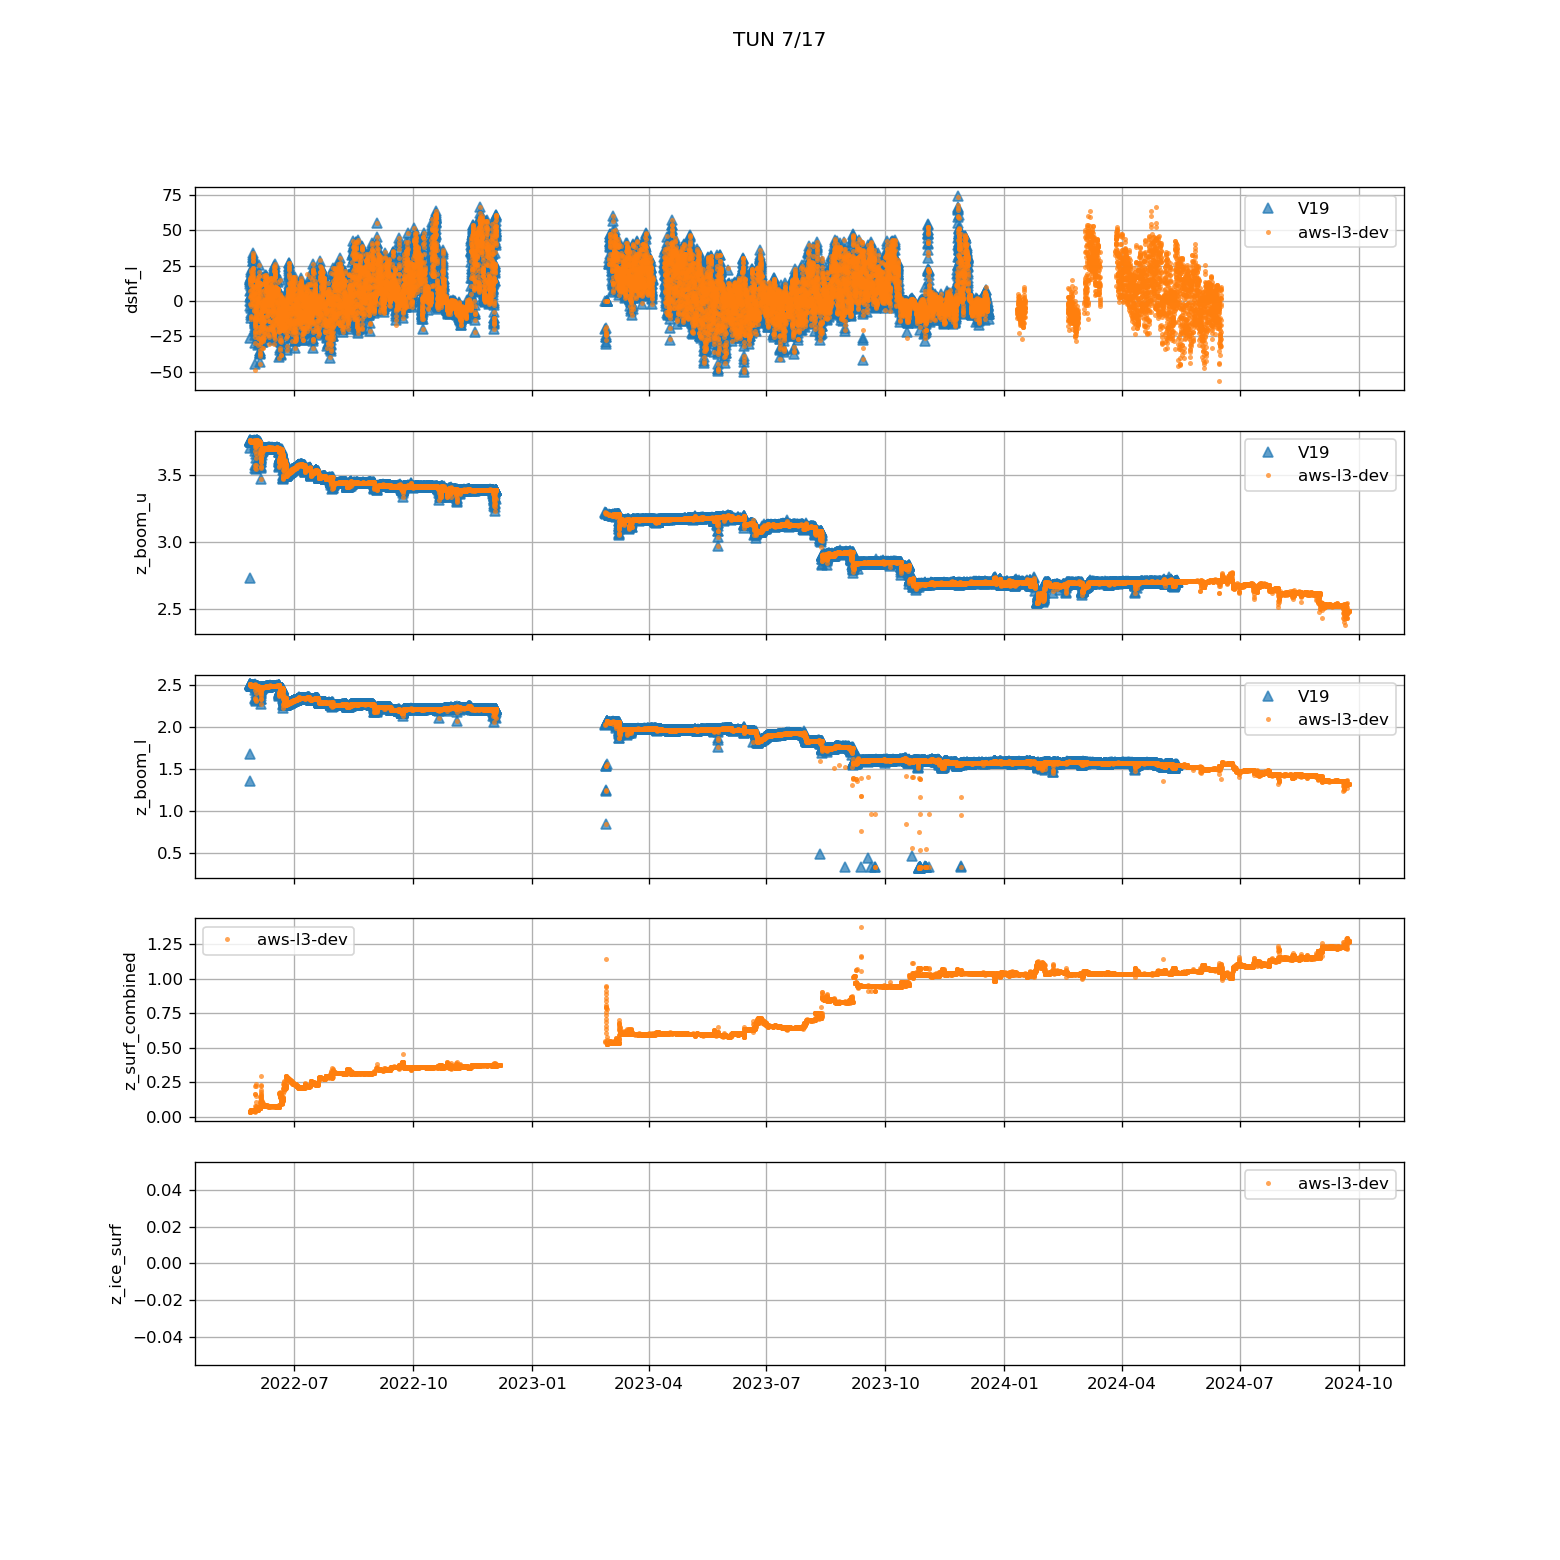 TUN 7/17
75
50
25
0
−25
−50
dshf_l
V19
aws-l3-dev
3.5
3.0
2.5
z_boom_u
V19
aws-l3-dev
2.5
2.0
1.5
1.0
0.5
z_boom_l
V19
aws-l3-dev
1.25
1.00
0.75
0.50
0.25
0.00
z_surf_combined
aws-l3-dev
0.04
0.02
0.00
−0.02
−0.04
z_ice_surf
aws-l3-dev
2022-07 2022-10 2023-01 2023-04 2023-07 2023-10 2024-01 2024-04 2024-07 2024-10